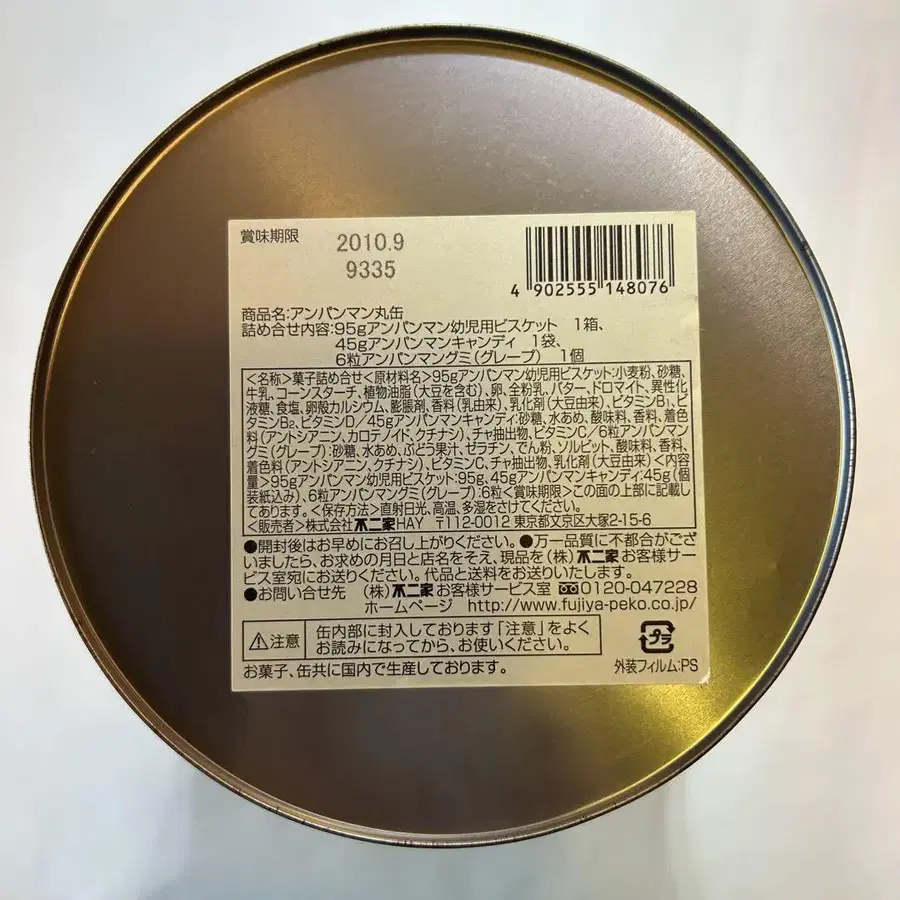 賞味期限
2010.9
9335
4 902555 148076
商品名:アンパンマン丸缶
詰め合せ内容:95gアンパンマン幼児用ビスケット 1箱、
45gアンパンマンキャンディ 1袋、
6粒アンパンマングミ(グレープ) 1個
<名称>菓子詰め合せ<原材料名>95gアンパンマン幼児用ビスケット:小麦粉、砂糖、
牛乳、コーンスターチ、植物油脂(大豆を含む)、卵、全粉乳、バター、ドロマイト、異性化
液糖、食塩、卵殻カルシウム、膨脹剤、香料(乳由来)、乳化剤(大豆由来)、ビタミンB₁、ビ
タミンB₂、ビタミンD/45gアンパンマンキャンディ:砂糖、水あめ、酸味料、香料、着色
料(アントシアニン、カロテノイド、クチナシ)、チャ抽出物、ビタミンC/6粒アンパンマン
グミ(グレープ):砂糖、水あめ、ぶどう果汁、ゼラチン、でん粉、ソルビット、酸味料、香料、
着色料(アントシアニン、クチナシ)、ビタミンC、チャ抽出物、乳化剤(大豆由来)<内容
量>95gアンパンマン幼児用ビスケット:95g、45gアンパンマンキャンディ:45g(個
装紙込み)、6粒アンパンマングミ(グレープ):6粒<賞味期限>この面の上部に記載し
てあります。<保存方法>直射日光、高温、多湿をさけてください。
<販売者>株式会社不二家HAY 〒112-0012 東京都文京区大塚2-15-6
●開封後はお早めにお召し上がりください。●万一品質に不都合がござ
いましたら、お求めの月日と店名をそえ、現品を(株)不二家お客様サー
ビス室宛にお送りください。代品と送料をお送りいたします。
●お問い合せ先 (株)不二家お客様サービス室 0120-047228
ホームページ http://www.fujiya-peko.co.jp/
注意 缶内部に封入しております「注意」をよく
お読みになってから、お使いください。
プラ
お菓子、缶共に国内で生産しております。
外装フィルム:PS